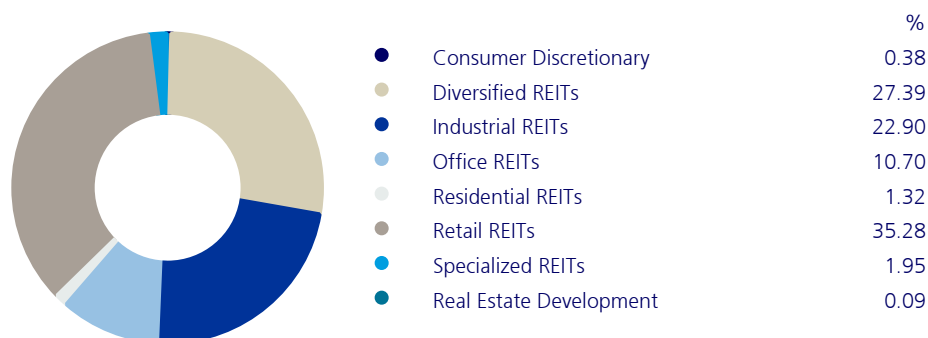 %
Consumer Discretionary 0.38
Diversified REITs 27.39
Industrial REITs 22.90
Office REITs 10.70
Residential REITs 1.32
Retail REITs 35.28
Specialized REITs 1.95
Real Estate Development 0.09